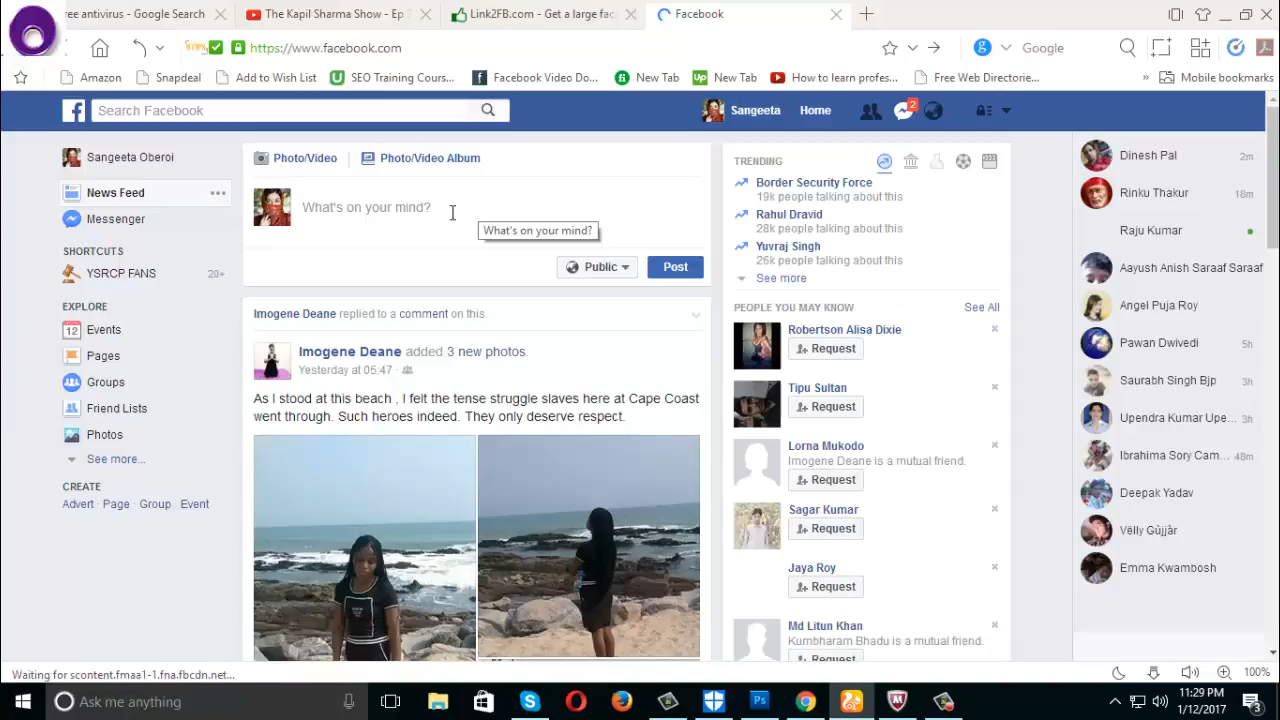 ree antivirus - Google Search
The Kapil Sharma Show - Ep 7
Link2FB.com - Get a large fac
Facebook
https://www.facebook.com
Google
Amazon
Snapdeal
Add to Wish List
SEO Training Cours...
Facebook Video Do...
New Tab
New Tab
How to learn profes...
Free Web Directorie...
Mobile bookmarks
Search Facebook
Sangeeta
Home
2
Sangeeta Oberoi
News Feed
Messenger
SHORTCUTS
YSRCP FANS
20+
EXPLORE
12
Events
Pages
Groups
Friend Lists
Photos
See more...
CREATE
Advert · Page · Group · Event
Photo/Video
Photo/Video Album
What's on your mind?
What's on your mind?
Public
Post
Imogene Deane replied to a comment on this.
Imogene Deane added 3 new photos.
Yesterday at 05:47
As I stood at this beach , I felt the tense struggle slaves here at Cape Coast
went through. Such heroes indeed. They only deserve respect.
TRENDING
Border Security Force
19k people talking about this
Rahul Dravid
28k people talking about this
Yuvraj Singh
26k people talking about this
See more
PEOPLE YOU MAY KNOW
See All
Robertson Alisa Dixie
Request
Tipu Sultan
Request
Lorna Mukodo
Imogene Deane is a mutual friend.
Request
Sagar Kumar
Request
Jaya Roy
Request
Md Litun Khan
Kumbharam Bhadu is a mutual friend.
Request
Dinesh Pal
2m
Rinku Thakur
18m
Raju Kumar
Aayush Anish Saraaf Saraaf
Angel Puja Roy
Pawan Dwivedi
5h
Saurabh Singh Bjp
3h
Upendra Kumar Upe...
3h
Ibrahima Sory Cam...
48m
Deepak Yadav
Vëlly Gùjjàr
Emma Kwambosh
Waiting for scontent.fmaa1-1.fna.fbcdn.net...
100%
Ask me anything
11:29 PM
1/12/2017
3